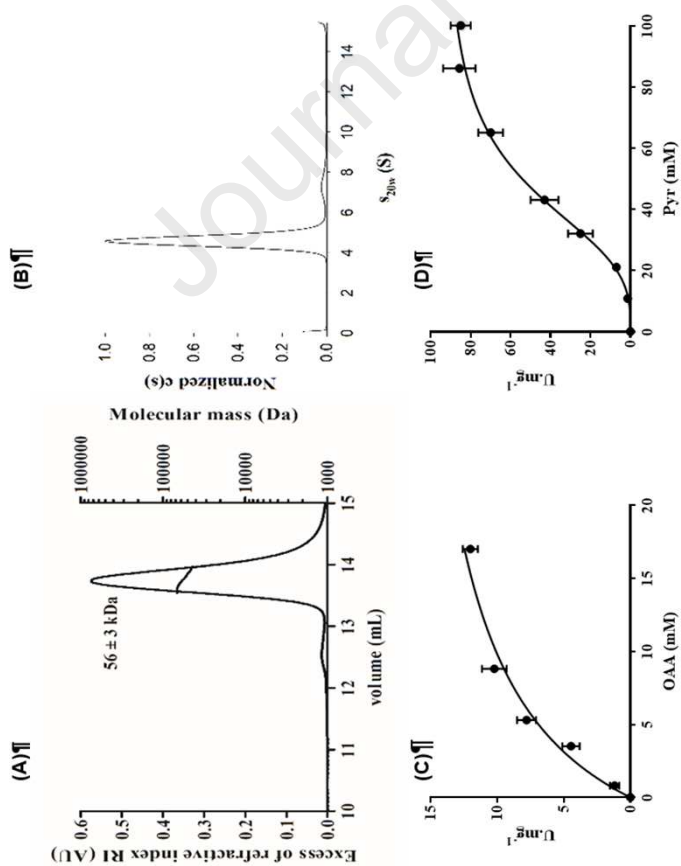 (A)¶
Excess of refractive index RI (AU)
0.6
0.5
0.4
0.3
0.2
0.1
0.0
56 ± 3 kDa
10 11 12 13 14 15
volume (mL)
1000000
100000
10000
1000
Molecular mass (Da)
(B)¶
Normalized c(s)
1.0
0.8
0.6
0.4
0.2
0.0
0 2 4 6 8 10 12 14
s20w (S)
(C)¶
U.mg-1
15
10
5
0
0 5 10 15 20
OAA (mM)
(D)¶
U.mg-1
100
80
60
40
20
0
0 20 40 60 80 100
Pyr (mM)
Journal